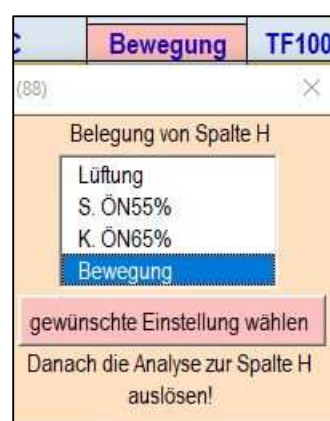 C Bewegung TF100
(88)
Belegung von Spalte H
Lüftung
S. ÖN55%
K. ÖN65%
Bewegung
gewünschte Einstellung wählen
Danach die Analyse zur Spalte H
auslösen!